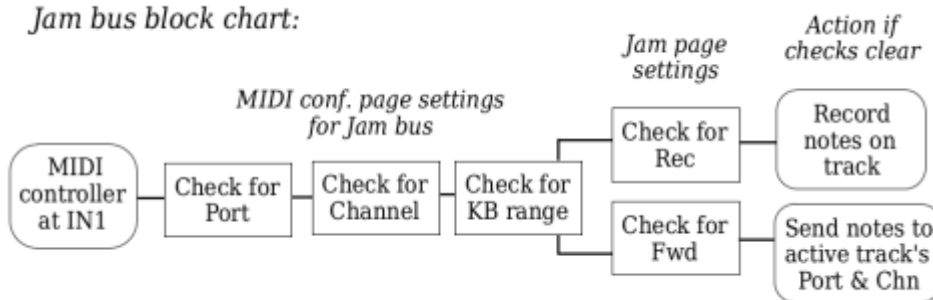 Jam bus block chart:
Action if
checks clear
Jam page
settings
MIDI conf. page settings
for Jam bus
MIDI
controller
at IN1
Check for
Port
Check for
Channel
Check for
KB range
Check for
Rec
Record
notes on
track
Check for
Fwd
Send notes to
active track's
Port & Chn